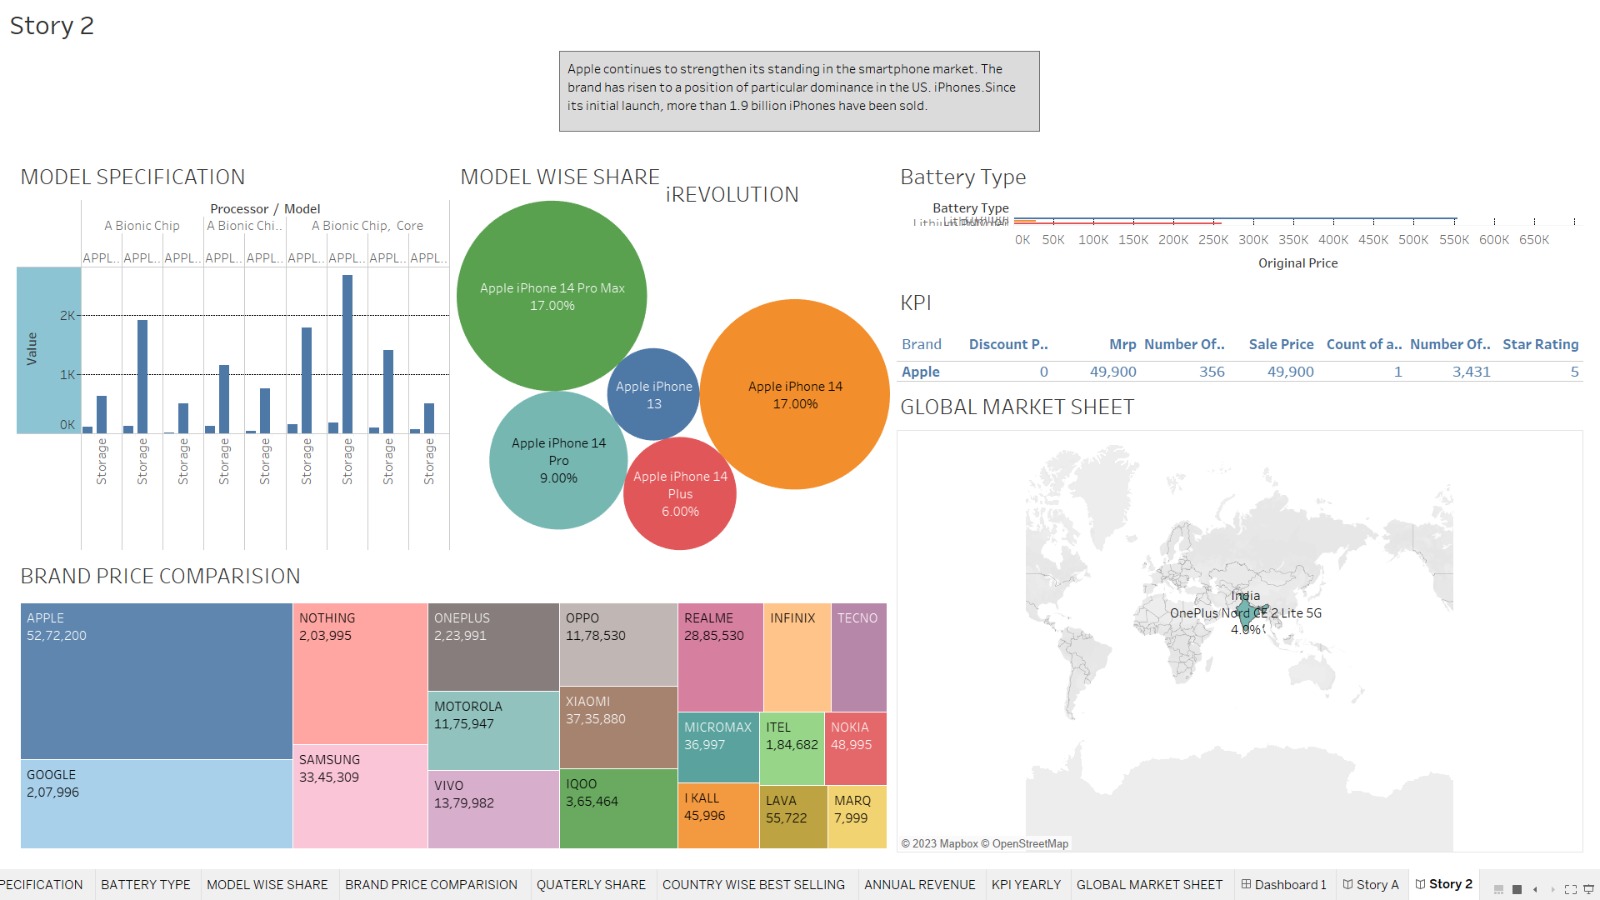 Story 2
Apple continues to strengthen its standing in the smartphone market. The
brand has risen to a position of particular dominance in the US. iPhones.Since
its initial launch, more than 1.9 billion iPhones have been sold.
MODEL SPECIFICATION
Processor / Model
A Bionic Chip
A Bionic Chi..
A Bionic Chip, Core
APPL..
APPL..
APPL..
APPL..
APPL..
APPL..
APPL..
APPL..
APPL..
Value
2K
1K
0K
Storage
Storage
Storage
Storage
Storage
Storage
Storage
Storage
Storage
MODEL WISE SHARE
iREVOLUTION
Apple iPhone 14 Pro Max
17.00%
Apple iPhone
13
Apple iPhone 14
17.00%
Apple iPhone 14
Pro
9.00%
Apple iPhone 14
Plus
6.00%
Battery Type
Battery Type
0K
50K
100K
150K
200K
250K
300K
350K
400K
450K
500K
550K
600K
650K
Original Price
KPI
Brand Discount P.. Mrp Number Of.. Sale Price Count of a.. Number Of.. Star Rating
Apple 0 49,900 356 49,900 1 3,431 5
GLOBAL MARKET SHEET
India
OnePlus Nord CE 2 Lite 5G
4.0%
© 2023 Mapbox © OpenStreetMap
BRAND PRICE COMPARISION
APPLE
52,72,200
GOOGLE
2,07,996
NOTHING
2,03,995
SAMSUNG
33,45,309
ONEPLUS
2,23,991
MOTOROLA
11,75,947
VIVO
13,79,982
OPPO
11,78,530
XIAOMI
37,35,880
IQOO
3,65,464
REALME
28,85,530
INFINIX
TECNO
MICROMAX
36,997
ITEL
1,84,682
NOKIA
48,995
I KALL
45,996
LAVA
55,722
MARQ
7,999
PECIFICATION
BATTERY TYPE
MODEL WISE SHARE
BRAND PRICE COMPARISION
QUATERLY SHARE
COUNTRY WISE BEST SELLING
ANNUAL REVENUE
KPI YEARLY
GLOBAL MARKET SHEET
Dashboard 1
Story A
Story 2